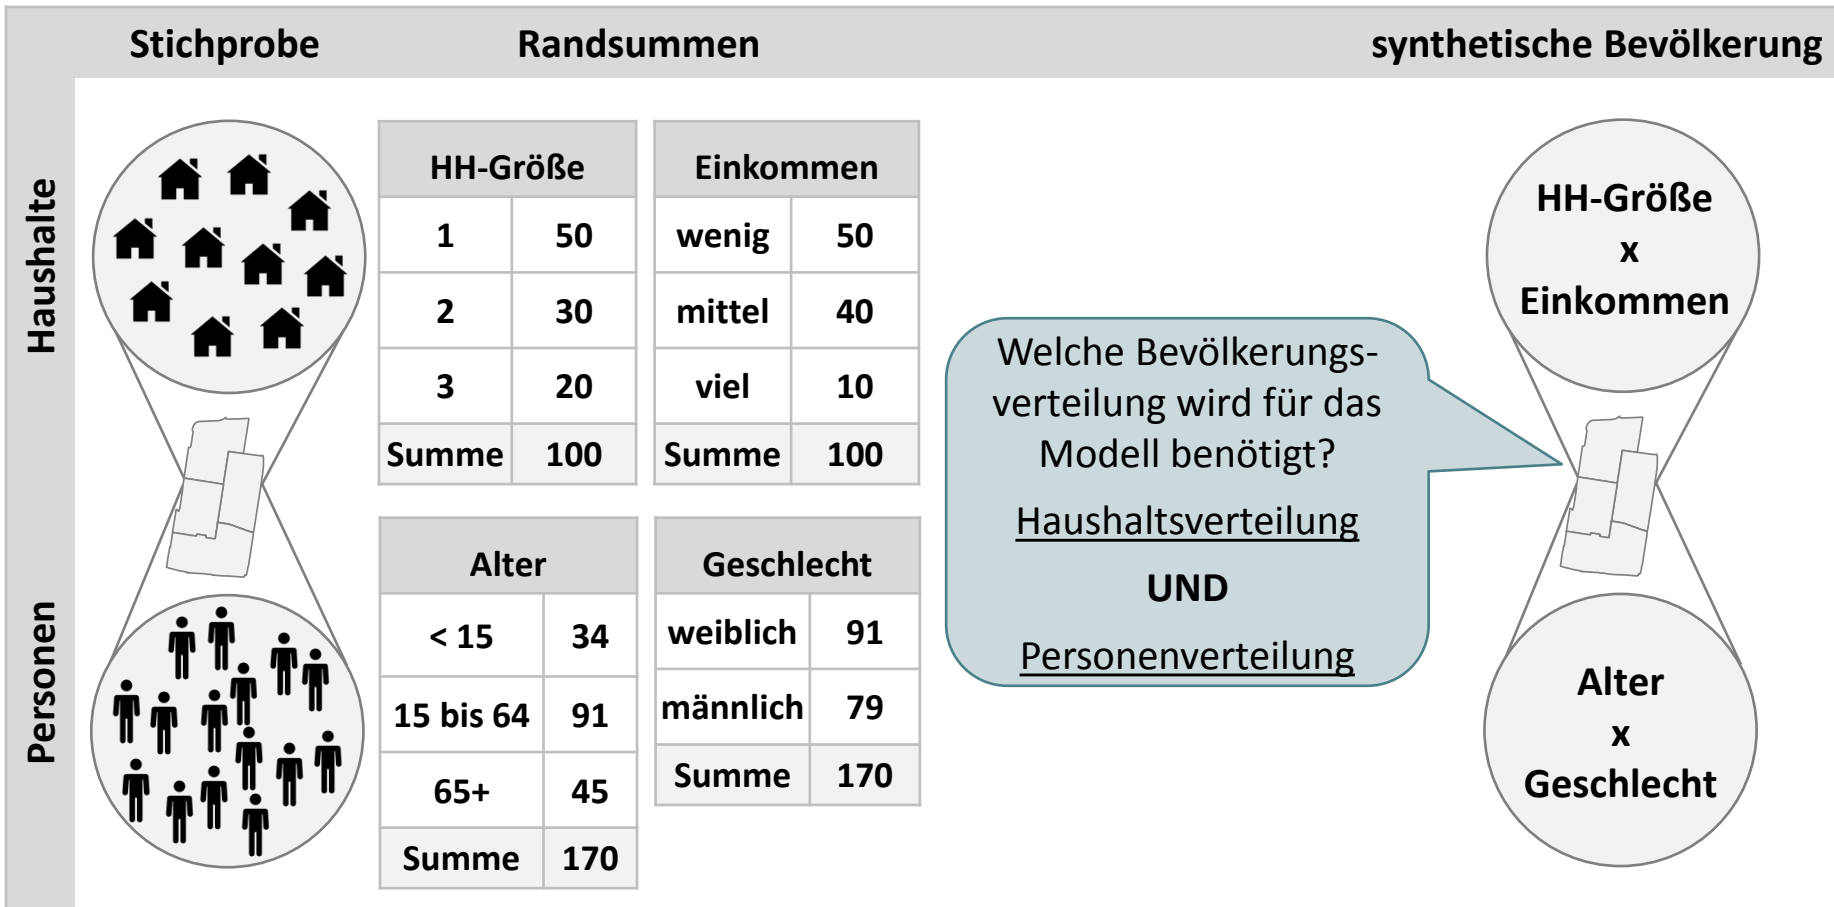 Stichprobe
Randsummen
synthetische Bevölkerung
Haushalte
HH-Größe
1 50
2 30
3 20
Summe 100
Einkommen
wenig 50
mittel 40
viel 10
Summe 100
Personen
Alter
< 15 34
15 bis 64 91
65+ 45
Summe 170
Geschlecht
weiblich 91
männlich 79
Summe 170
Welche Bevölkerungs-
verteilung wird für das
Modell benötigt?
Haushaltsverteilung
UND
Personenverteilung
HH-Größe
x
Einkommen
Alter
x
Geschlecht